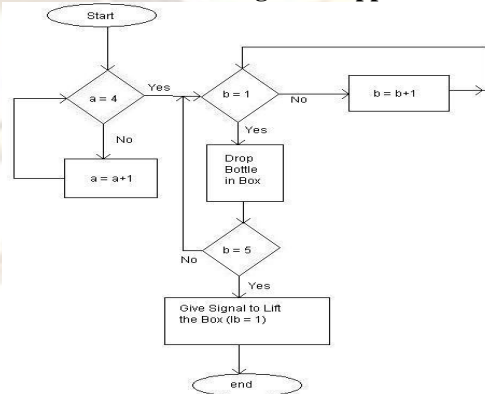 Start
a = 4
Yes
b = 1
No
b = b+1
No
Yes
a = a+1
Drop
Bottle
in Box
b = 5
No
Yes
Give Signal to Lift
the Box (lb = 1)
end